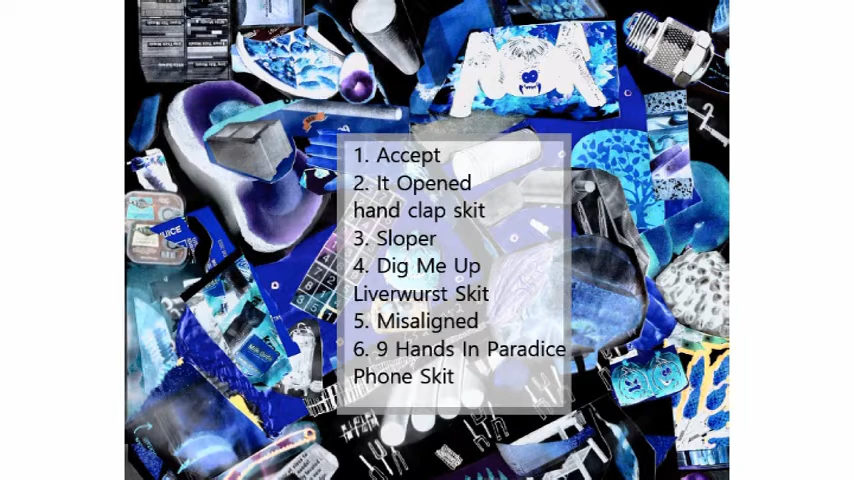 1. Accept
2. It Opened
hand clap skit
3. Sloper
4. Dig Me Up
Liverwurst Skit
5. Misaligned
6. 9 Hands In Paradice
Phone Skit
JUICE